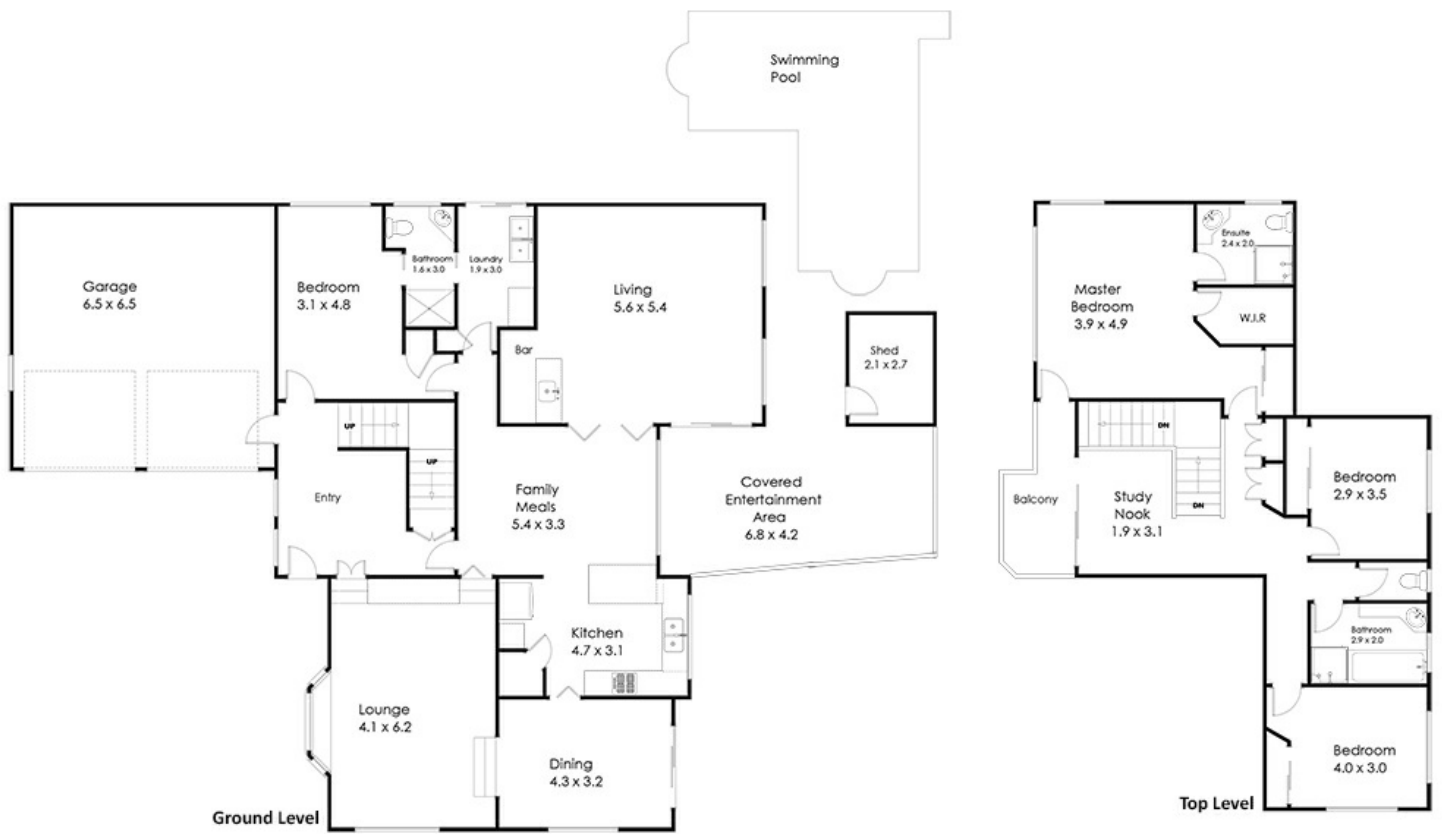 Swimming
Pool
Garage
6.5 x 6.5
Bedroom
3.1 x 4.8
Bathroom
1.6 x 3.0
Laundry
1.9 x 3.0
Living
5.6 x 5.4
Bar
Shed
2.1 x 2.7
UP
UP
Entry
Family
Meals
5.4 x 3.3
Covered
Entertainment
Area
6.8 x 4.2
Kitchen
4.7 x 3.1
Lounge
4.1 x 6.2
Dining
4.3 x 3.2
Ground Level
Ensuite
2.4 x 2.0
Master
Bedroom
3.9 x 4.9
W.I.R
DN
DN
Balcony
Study
Nook
1.9 x 3.1
Bedroom
2.9 x 3.5
Bathroom
2.9 x 2.0
Bedroom
4.0 x 3.0
Top Level